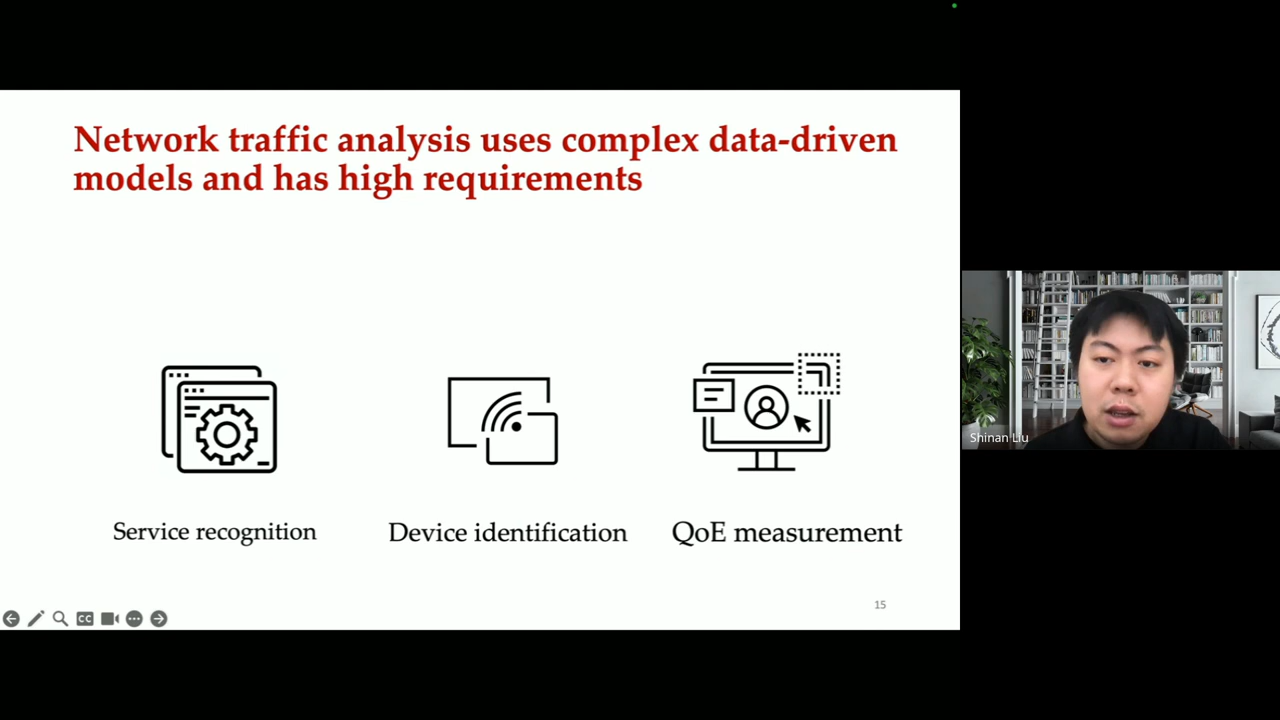 Network traffic analysis uses complex data-driven
models and has high requirements
Service recognition
Device identification
QoE measurement
15
CC
Shinan Liu